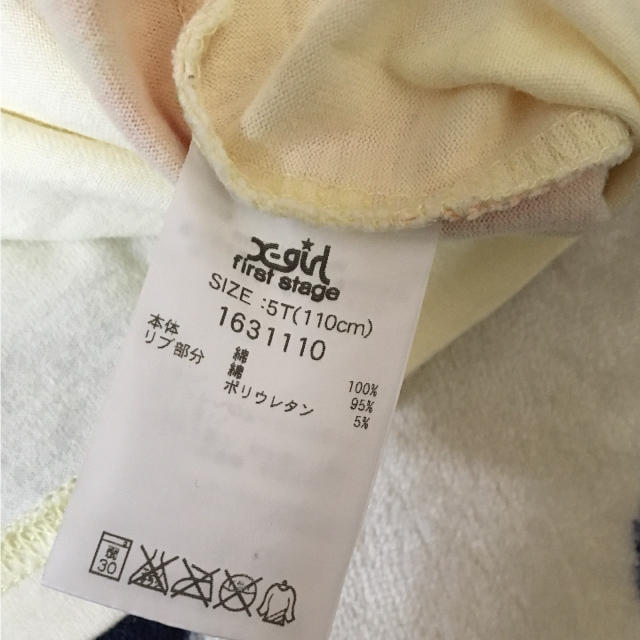 X-girl
first stage
SIZE :5T(110cm)
1631110
本体 綿 100%
リブ部分 綿 95%
ポリウレタン 5%
30